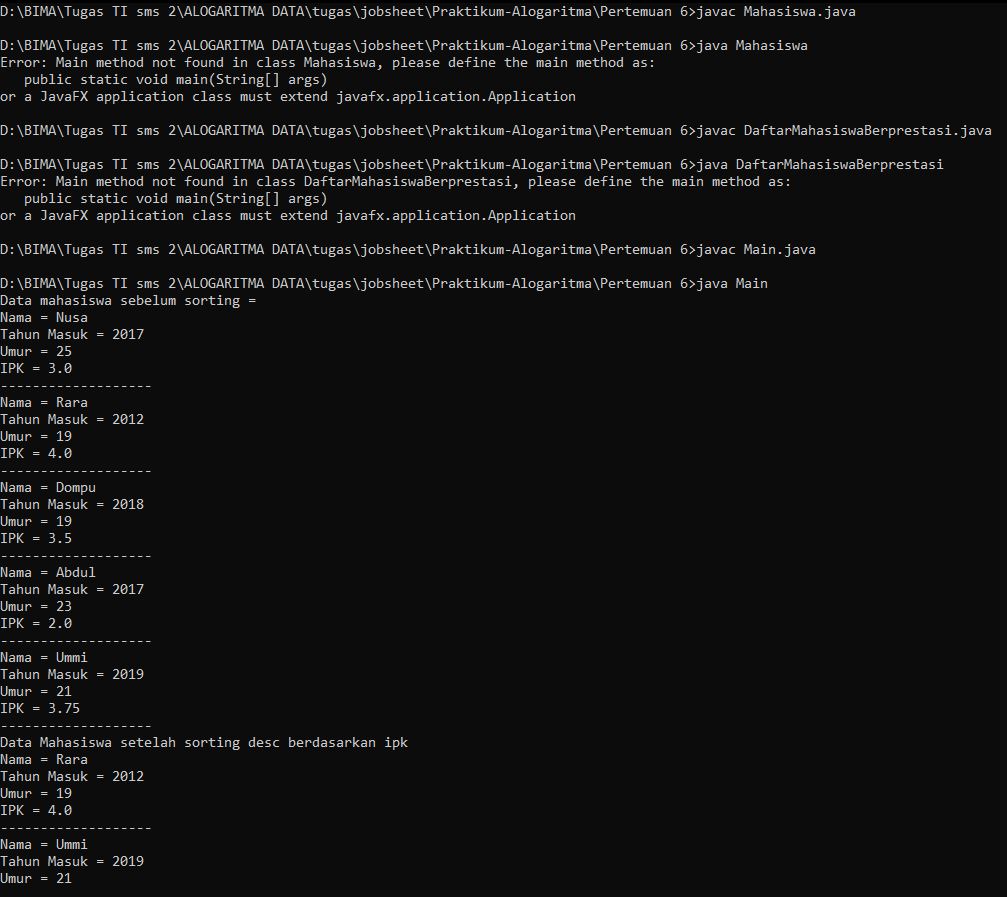 D:\BIMA\Tugas TI sms 2\ALOGARITMA DATA\tugas\jobsheet\Praktikum-Alogaritma\Pertemuan 6>javac Mahasiswa.java
D:\BIMA\Tugas TI sms 2\ALOGARITMA DATA\tugas\jobsheet\Praktikum-Alogaritma\Pertemuan 6>java Mahasiswa
Error: Main method not found in class Mahasiswa, please define the main method as:
   public static void main(String[] args)
or a JavaFX application class must extend javafx.application.Application
D:\BIMA\Tugas TI sms 2\ALOGARITMA DATA\tugas\jobsheet\Praktikum-Alogaritma\Pertemuan 6>javac DaftarMahasiswaBerprestasi.java
D:\BIMA\Tugas TI sms 2\ALOGARITMA DATA\tugas\jobsheet\Praktikum-Alogaritma\Pertemuan 6>java DaftarMahasiswaBerprestasi
Error: Main method not found in class DaftarMahasiswaBerprestasi, please define the main method as:
   public static void main(String[] args)
or a JavaFX application class must extend javafx.application.Application
D:\BIMA\Tugas TI sms 2\ALOGARITMA DATA\tugas\jobsheet\Praktikum-Alogaritma\Pertemuan 6>javac Main.java
D:\BIMA\Tugas TI sms 2\ALOGARITMA DATA\tugas\jobsheet\Praktikum-Alogaritma\Pertemuan 6>java Main
Data mahasiswa sebelum sorting =
Nama = Nusa
Tahun Masuk = 2017
Umur = 25
IPK = 3.0
-------------------
Nama = Rara
Tahun Masuk = 2012
Umur = 19
IPK = 4.0
-------------------
Nama = Dompu
Tahun Masuk = 2018
Umur = 19
IPK = 3.5
-------------------
Nama = Abdul
Tahun Masuk = 2017
Umur = 23
IPK = 2.0
-------------------
Nama = Ummi
Tahun Masuk = 2019
Umur = 21
IPK = 3.75
-------------------
Data Mahasiswa setelah sorting desc berdasarkan ipk
Nama = Rara
Tahun Masuk = 2012
Umur = 19
IPK = 4.0
-------------------
Nama = Ummi
Tahun Masuk = 2019
Umur = 21